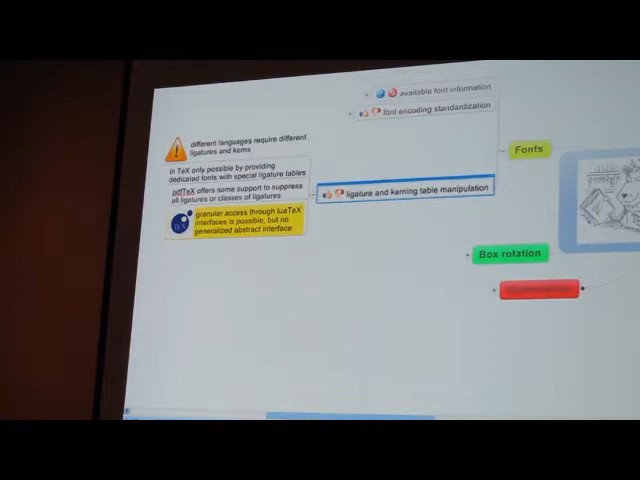 available font information
font encoding standardization
different languages require different
ligatures and kerns
Fonts
In TeX only possible by providing
dedicated fonts with special ligature tables
pdfTeX offers some support to suppress
all ligatures or classes of ligatures
ligature and kerning table manipulation
TEX
granular access through luaTeX
interfaces is possible, but no
generalized abstract interface
Box rotation